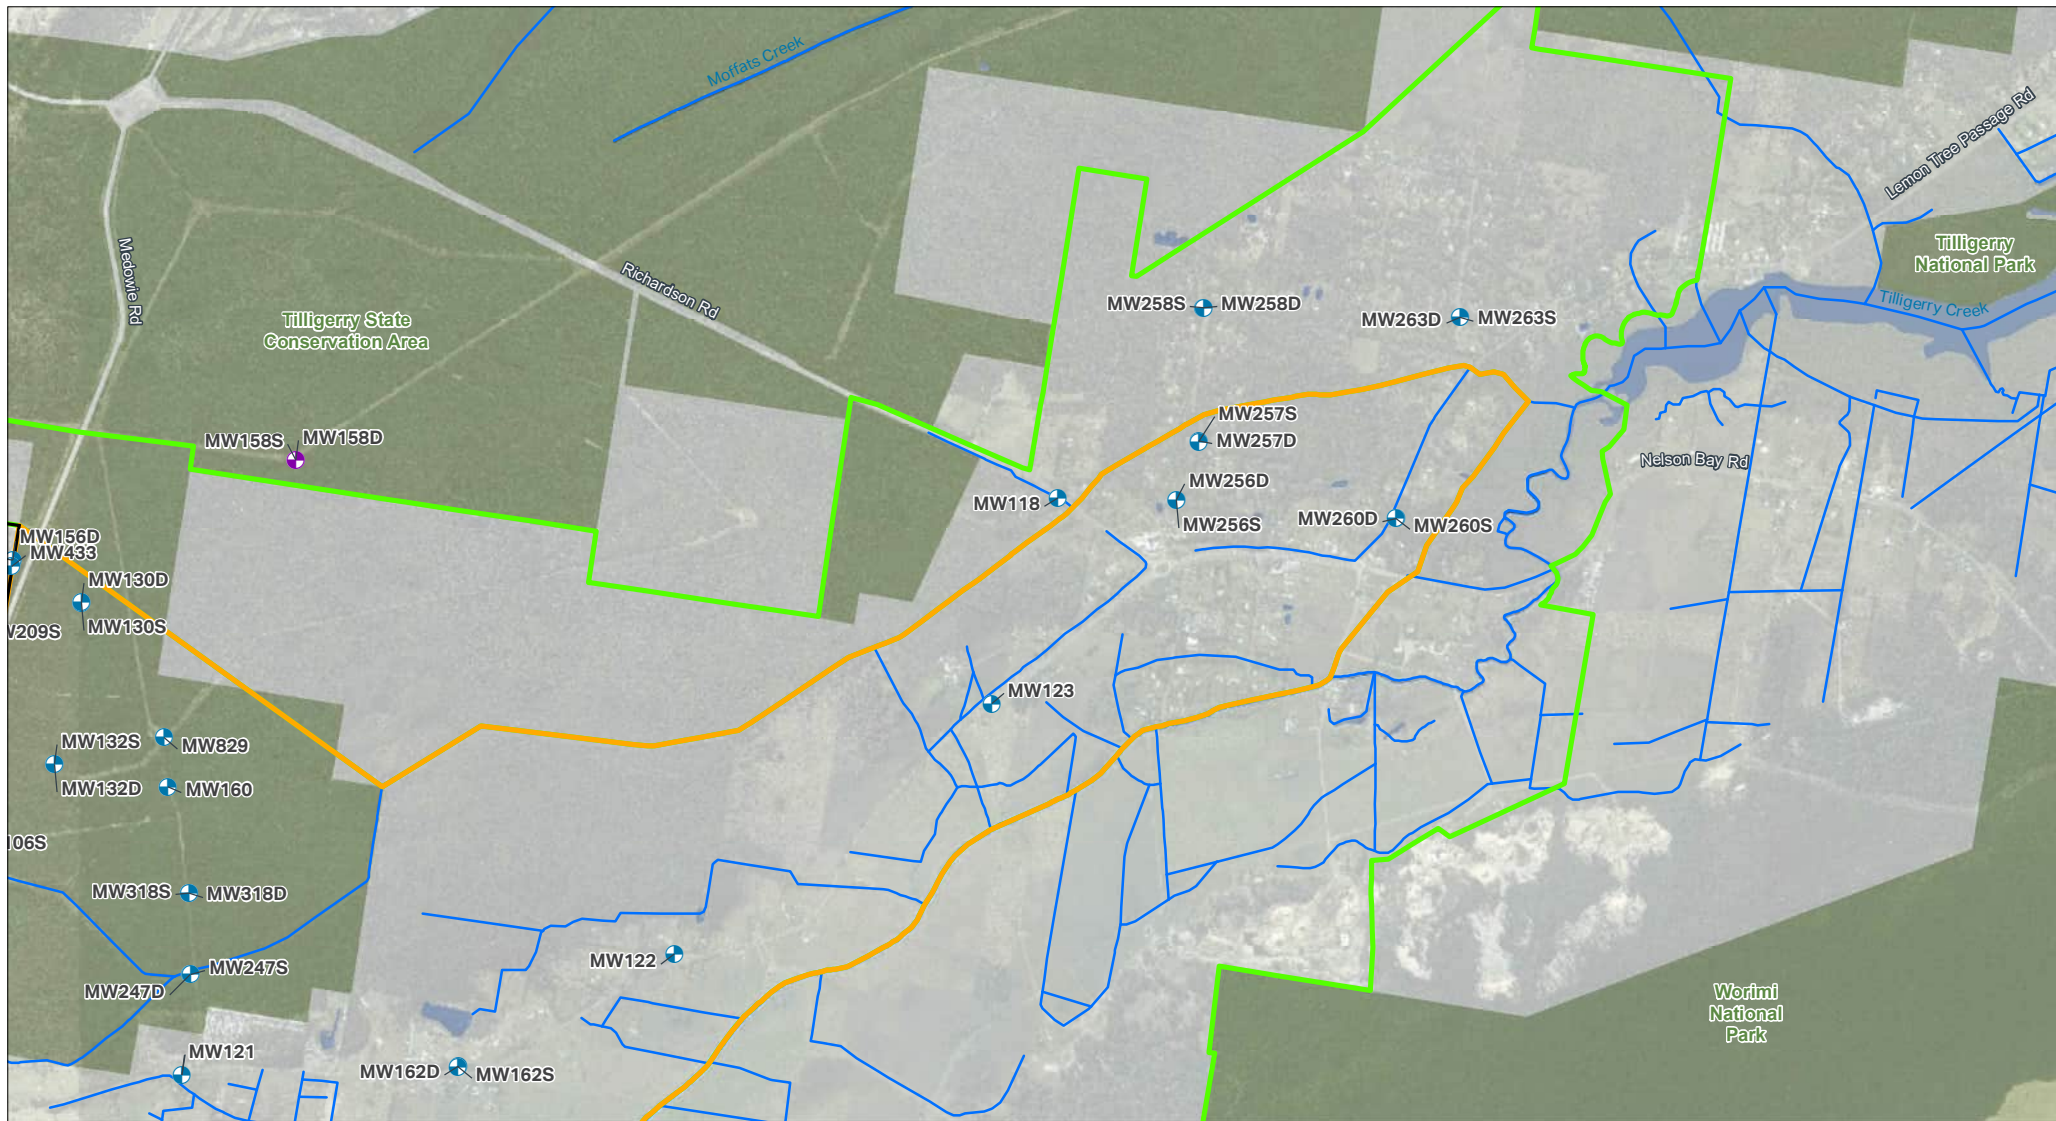 Moffats Creek
Lemon Tree Passage Rd
Medowie Rd
Richardson Rd
Tilligerry
National Park
Tilligerry Creek
Tilligerry State
Conservation Area
MW258S
MW258D
MW263D
MW263S
MW257S
MW257D
MW158S
MW158D
Nelson Bay Rd
MW256D
MW256S
MW118
MW260D
MW260S
MW156D
MW433
MW130D
MW130S
W209S
MW123
MW132S
MW829
MW132D
MW160
106S
MW318S
MW318D
MW122
MW247S
MW247D
Worimi
National
Park
MW121
MW162D
MW162S